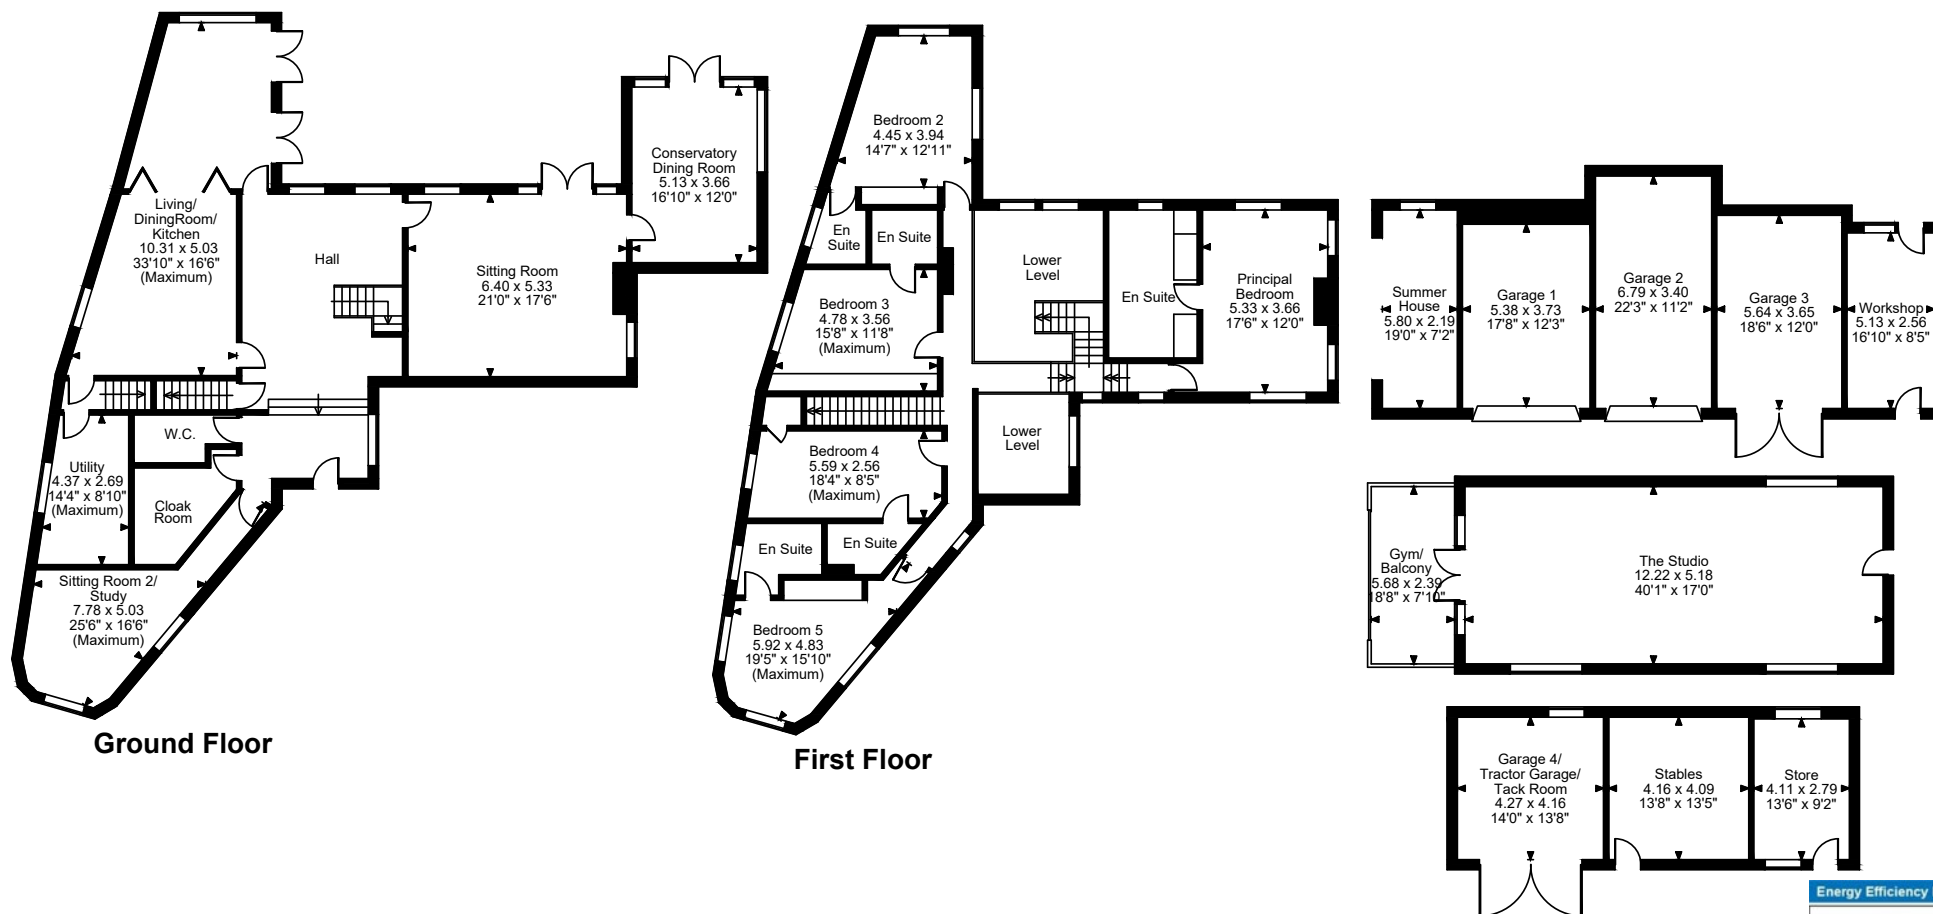 Living/
DiningRoom/
Kitchen
10.31 x 5.03
33'10" x 16'6"
(Maximum)
Hall
Sitting Room
6.40 x 5.33
21'0" x 17'6"
Conservatory
Dining Room
5.13 x 3.66
16'10" x 12'0"
W.C.
Utility
4.37 x 2.69
14'4" x 8'10"
(Maximum)
Cloak
Room
Sitting Room 2/
Study
7.78 x 5.03
25'6" x 16'6"
(Maximum)
Ground Floor
Bedroom 2
4.45 x 3.94
14'7" x 12'11"
En
Suite
En Suite
Bedroom 3
4.78 x 3.56
15'8" x 11'8"
(Maximum)
Lower
Level
En Suite
Principal
Bedroom
5.33 x 3.66
17'6" x 12'0"
Lower
Level
Bedroom 4
5.59 x 2.56
18'4" x 8'5"
(Maximum)
En Suite
En Suite
Bedroom 5
5.92 x 4.83
19'5" x 15'10"
(Maximum)
First Floor
Summer
House
5.80 x 2.19
19'0" x 7'2"
Garage 1
5.38 x 3.73
17'8" x 12'3"
Garage 2
6.79 x 3.40
22'3" x 11'2"
Garage 3
5.64 x 3.65
18'6" x 12'0"
Workshop
5.13 x 2.56
16'10" x 8'5"
Gym/
Balcony
5.68 x 2.39
18'8" x 7'10"
The Studio
12.22 x 5.18
40'1" x 17'0"
Garage 4/
Tractor Garage/
Tack Room
4.27 x 4.16
14'0" x 13'8"
Stables
4.16 x 4.09
13'8" x 13'5"
Store
4.11 x 2.79
13'6" x 9'2"
Energy Efficiency